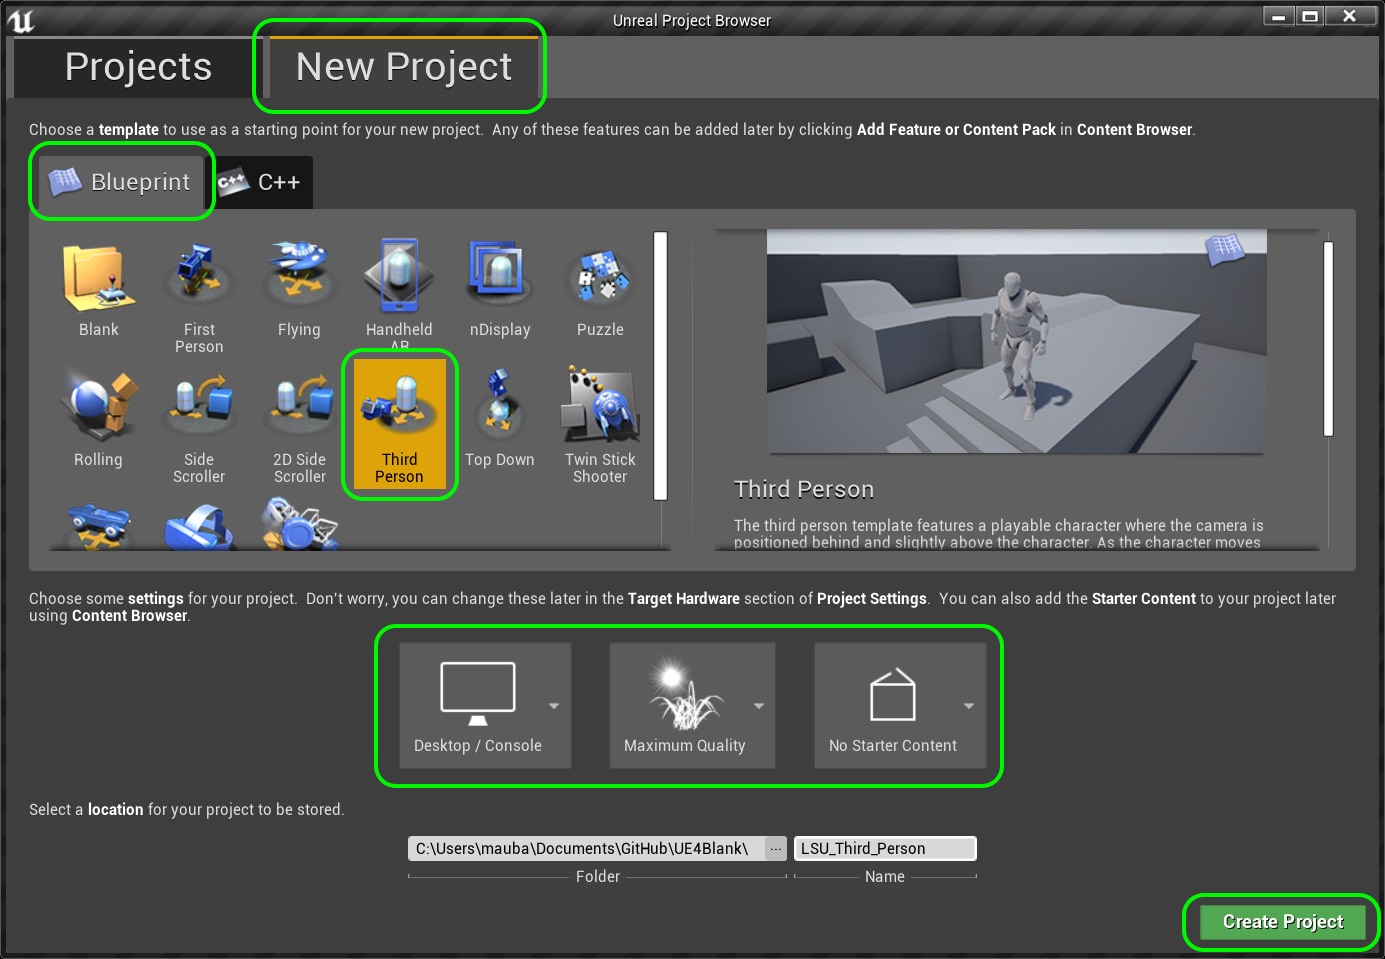 Unreal Project Browser
Projects
New Project
Choose a template to use as a starting point for your new project. Any of these features can be added later by clicking Add Feature or Content Pack in Content Browser.
Blueprint
C++
C++
Blank
First
Person
Flying
Handheld
AR
nDisplay
Puzzle
Rolling
Side
Scroller
2D Side
Scroller
Third
Person
Top Down
Twin Stick
Shooter
Third Person
The third person template features a playable character where the camera is
positioned behind and slightly above the character. As the character moves
Choose some settings for your project. Don't worry, you can change these later in the Target Hardware section of Project Settings. You can also add the Starter Content to your project later
using Content Browser.
Desktop / Console
Maximum Quality
No Starter Content
Select a location for your project to be stored.
C:\Users\mauba\Documents\GitHub\UE4Blank\
...
LSU_Third_Person
Folder
Name
Create Project